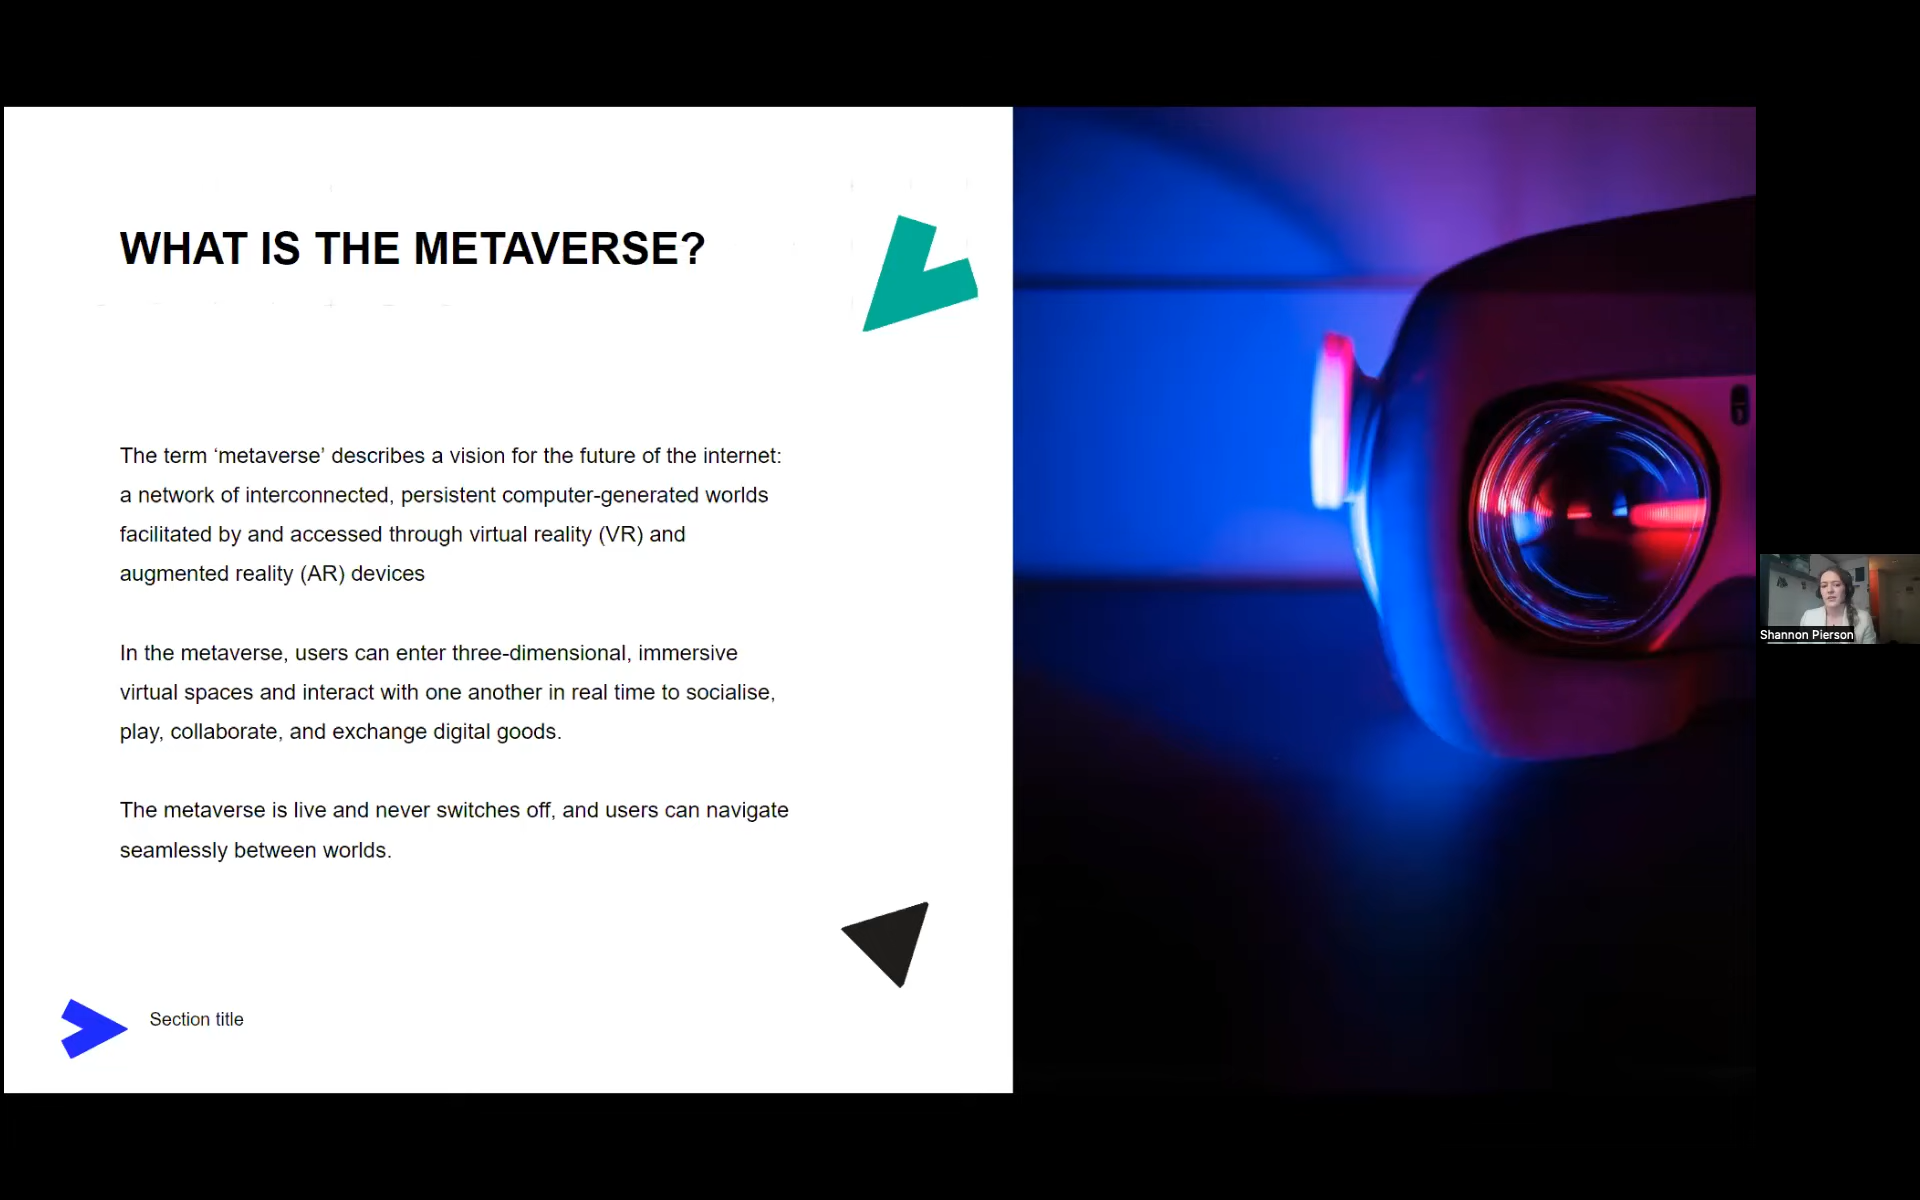 WHAT IS THE METAVERSE?
The term ‘metaverse’ describes a vision for the future of the internet:
a network of interconnected, persistent computer-generated worlds
facilitated by and accessed through virtual reality (VR) and
augmented reality (AR) devices
In the metaverse, users can enter three-dimensional, immersive
virtual spaces and interact with one another in real time to socialise,
play, collaborate, and exchange digital goods.
The metaverse is live and never switches off, and users can navigate
seamlessly between worlds.
Section title
Shannon Pierson